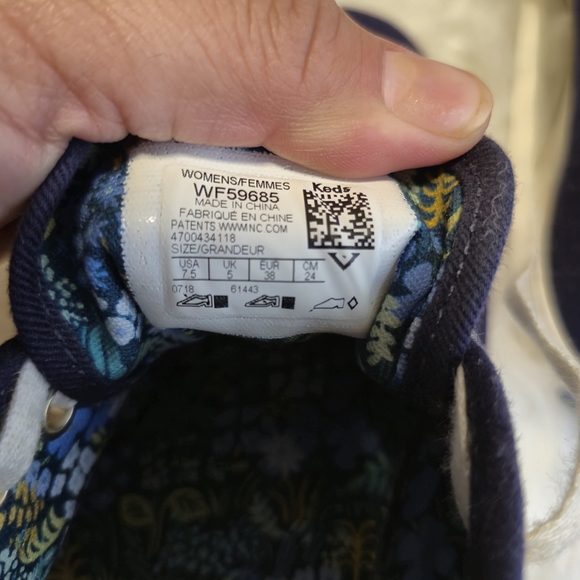 WOMENS/FEMMES
Keds
WF59685
MADE IN CHINA
FABRIQUÉ EN CHINE
PATENTS WWW.NC.COM
4700434118
SIZE/GRANDEUR
USA UK EUR CM
7.5 5 38 24
0718 61443